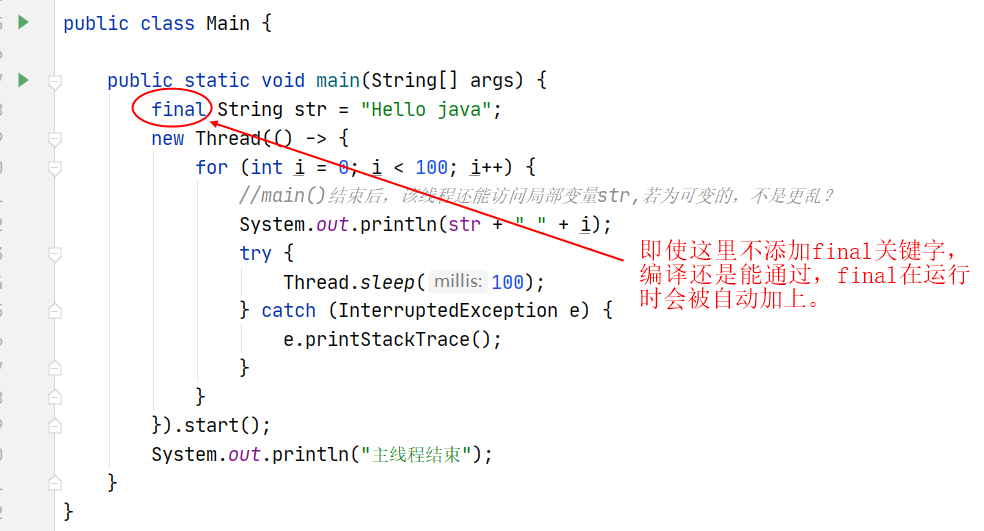 public class Main {
public static void main(String[] args) {
final String str = "Hello java";
new Thread(() -> {
for (int i = 0; i < 100; i++) {
//main()结束后，该线程还能访问局部变量str,若为可变的，不是更乱？
System.out.println(str + " " + i);
try {
Thread.sleep( millis: 100);
} catch (InterruptedException e) {
e.printStackTrace();
}
}
}).start();
System.out.println("主线程结束");
}
}
即使这里不添加final关键字，
编译还是能通过，final在运行
时会被自动加上。